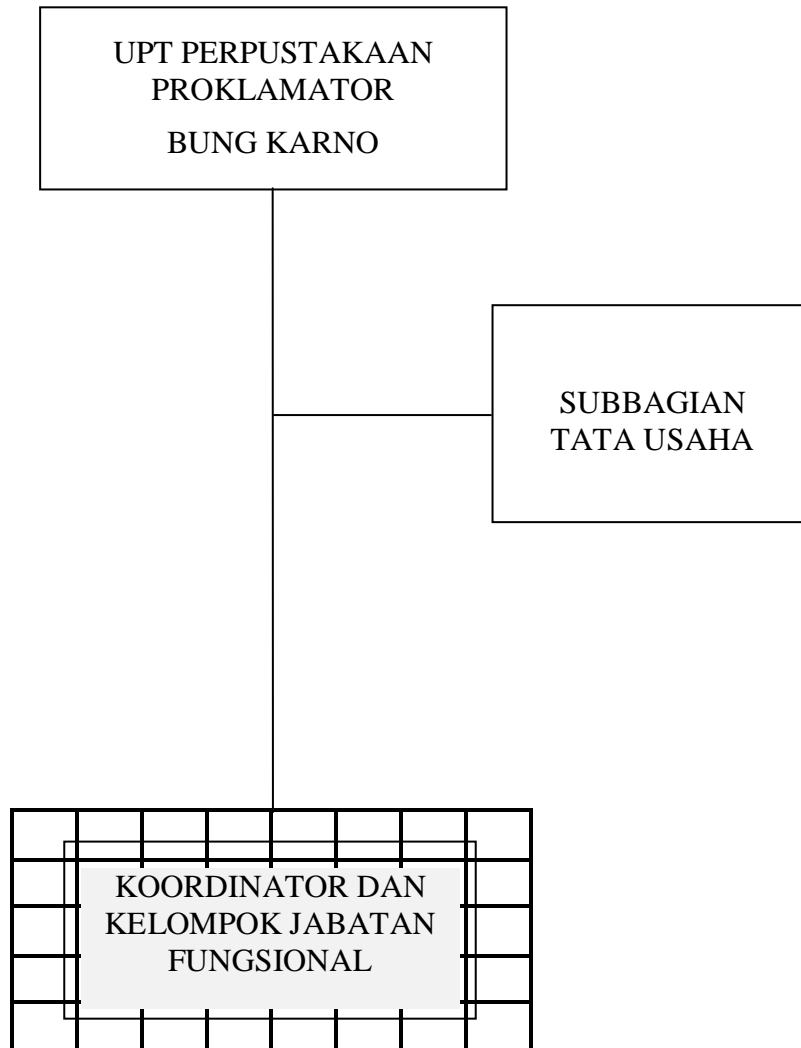 UPT PERPUSTAKAAN
PROKLAMATOR
BUNG KARNO
SUBBAGIAN
TATA USAHA
KOORDINATOR DAN
KELOMPOK JABATAN
FUNGSIONAL